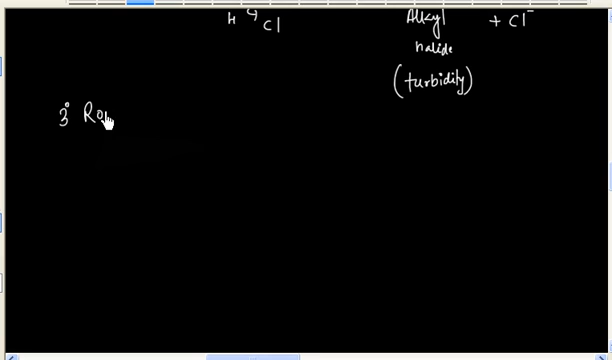 H Cl Alkyl + Cl⁻
halide
(turbidity)
3° Ro